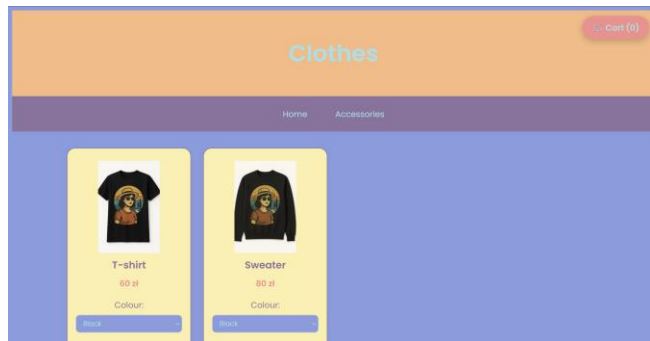 Cart (0)
Clothes
Home Accessories
T-shirt Sweater
60 zł 80 zł
Colour: Colour:
Black Black